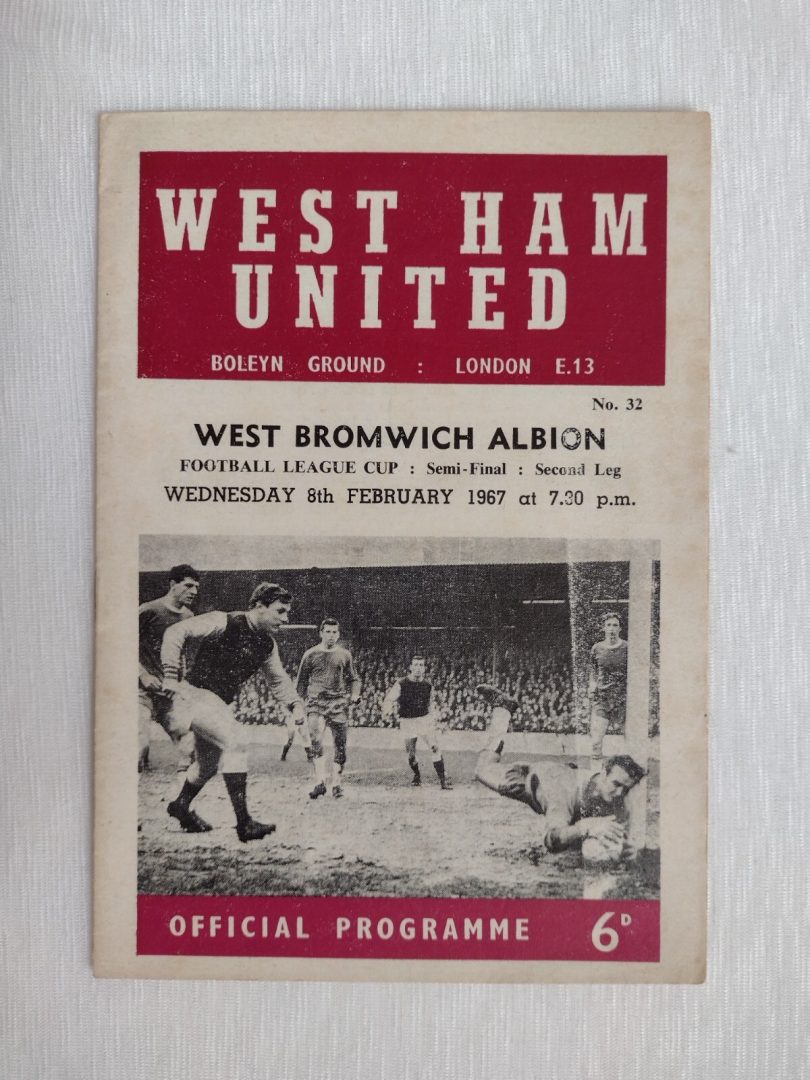 WEST HAM
UNITED
BOLEYN GROUND : LONDON E.13
No. 32
WEST BROMWICH ALBION
FOOTBALL LEAGUE CUP : Semi-Final : Second Leg
WEDNESDAY 8th FEBRUARY 1967 at 7.30 p.m.
OFFICIAL PROGRAMME 6D